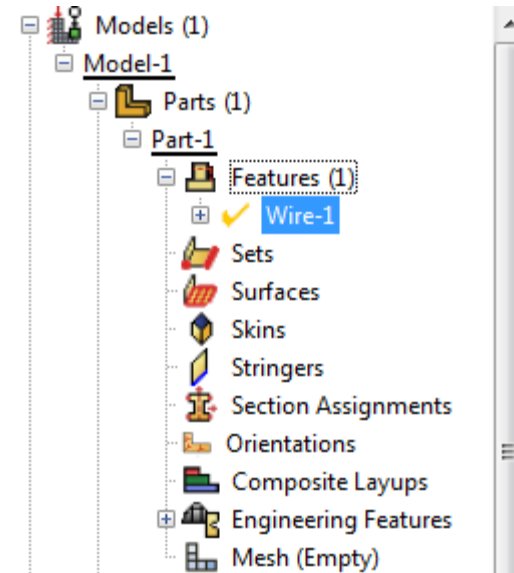 Models (1)
Model-1
Parts (1)
Part-1
Features (1)
Wire-1
Sets
Surfaces
Skins
Stringers
Section Assignments
Orientations
Composite Layups
Engineering Features
Mesh (Empty)